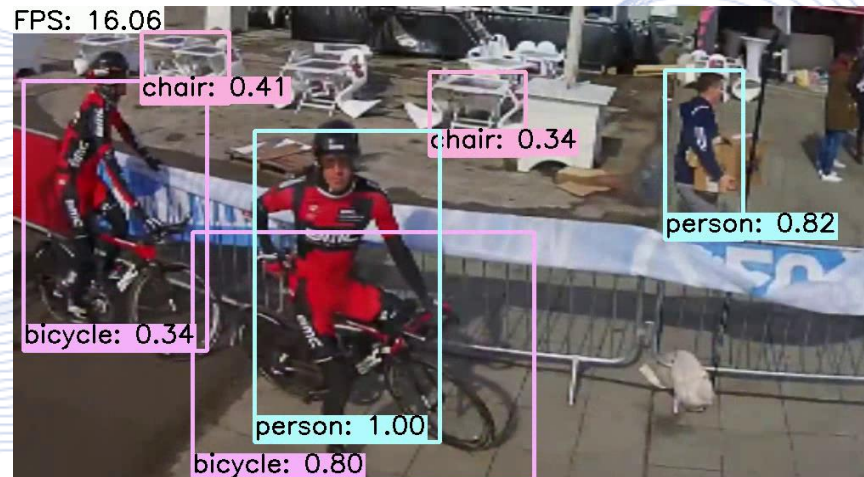 FPS: 16.06
chair: 0.41
chair: 0.34
person: 0.82
bicycle: 0.34
person: 1.00
bicycle: 0.80
BMC